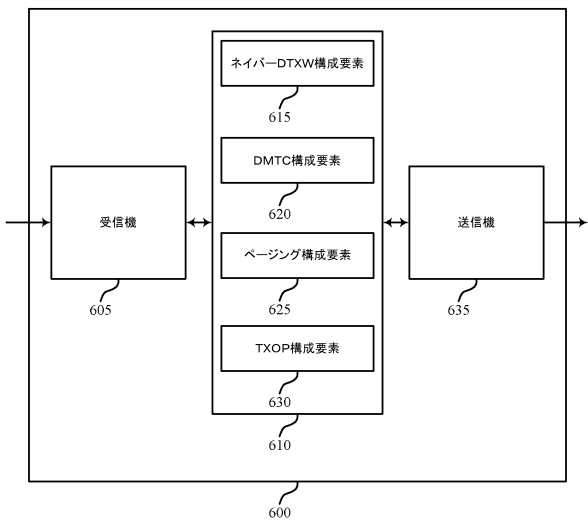 ネイバーDTXW構成要素
615
DMTC構成要素
620
受信機
605
送信機
635
ページング構成要素
625
TXOP構成要素
630
610
600